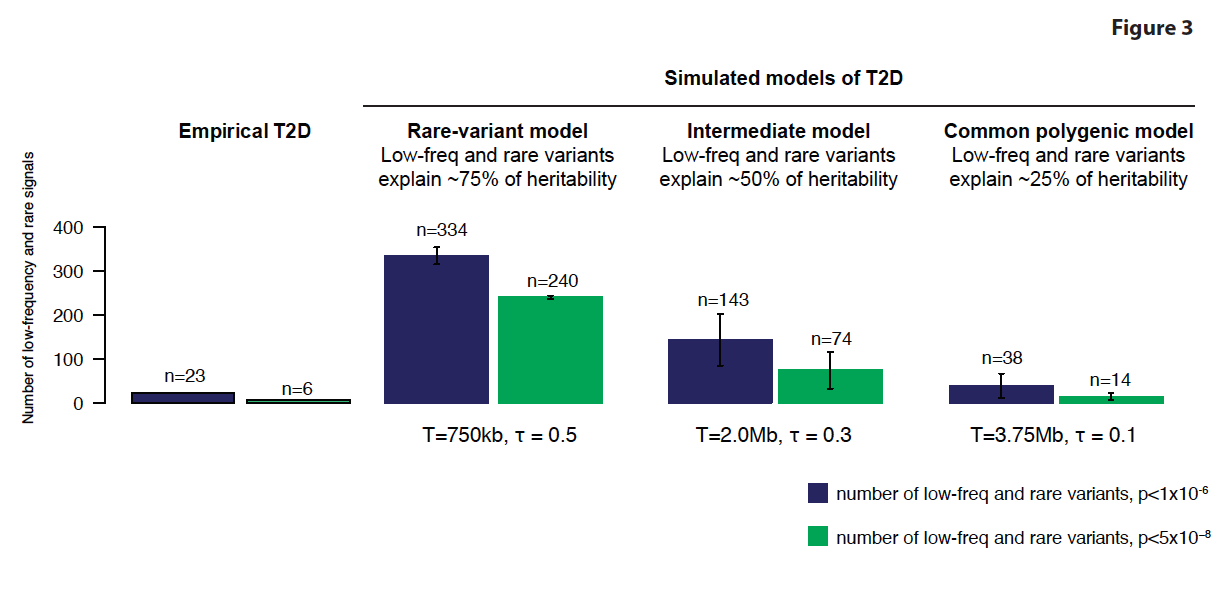 Figure 3
Simulated models of T2D
Empirical T2D
Rare-variant model
Low-freq and rare variants
explain ~75% of heritability
Intermediate model
Low-freq and rare variants
explain ~50% of heritability
Common polygenic model
Low-freq and rare variants
explain ~25% of heritability
Number of low-frequency and rare signals
400
300
200
100
0
n=23
n=6
n=334
n=240
n=143
n=74
n=38
n=14
T=750kb, τ = 0.5
T=2.0Mb, τ = 0.3
T=3.75Mb, τ = 0.1
number of low-freq and rare variants, p<1x10⁻⁶
number of low-freq and rare variants, p<5x10⁻⁸